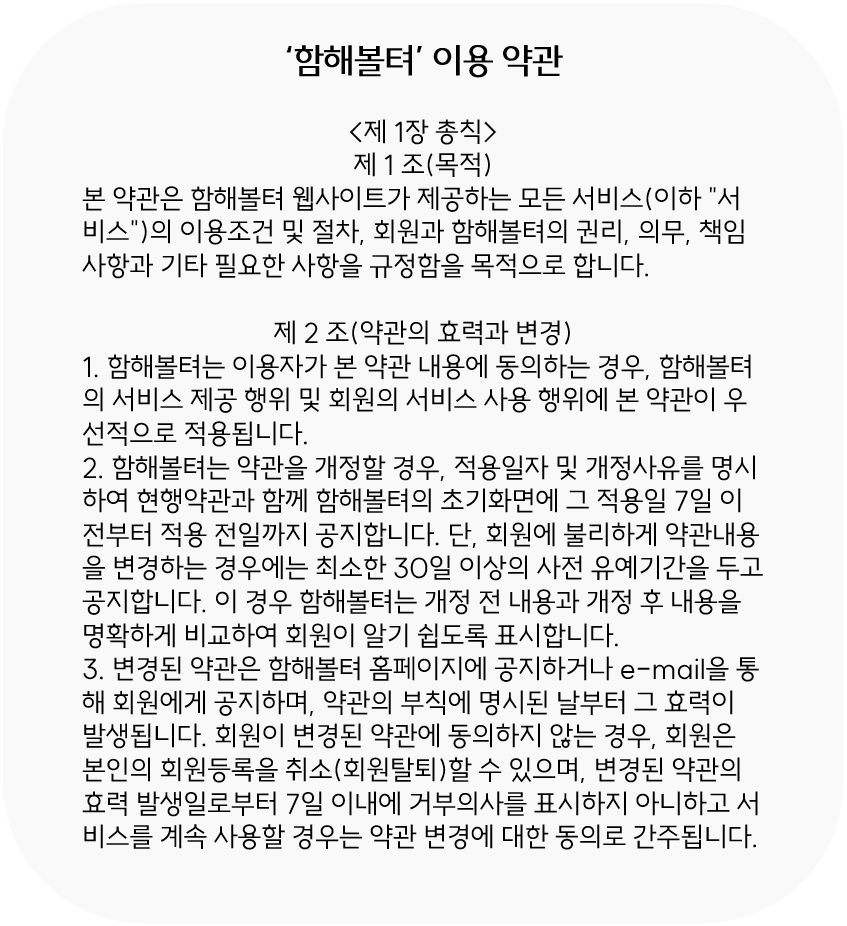 ‘함해볼텨’ 이용 약관
<제 1장 총칙>
제 1 조(목적)
본 약관은 함해볼텨 웹사이트가 제공하는 모든 서비스(이하 "서
비스")의 이용조건 및 절차, 회원과 함해볼텨의 권리, 의무, 책임
사항과 기타 필요한 사항을 규정함을 목적으로 합니다.
제 2 조(약관의 효력과 변경)
1. 함해볼텨는 이용자가 본 약관 내용에 동의하는 경우, 함해볼텨
의 서비스 제공 행위 및 회원의 서비스 사용 행위에 본 약관이 우
선적으로 적용됩니다.
2. 함해볼텨는 약관을 개정할 경우, 적용일자 및 개정사유를 명시
하여 현행약관과 함께 함해볼텨의 초기화면에 그 적용일 7일 이
전부터 적용 전일까지 공지합니다. 단, 회원에 불리하게 약관내용
을 변경하는 경우에는 최소한 30일 이상의 사전 유예기간을 두고
공지합니다. 이 경우 함해볼텨는 개정 전 내용과 개정 후 내용을
명확하게 비교하여 회원이 알기 쉽도록 표시합니다.
3. 변경된 약관은 함해볼텨 홈페이지에 공지하거나 e-mail을 통
해 회원에게 공지하며, 약관의 부칙에 명시된 날부터 그 효력이
발생됩니다. 회원이 변경된 약관에 동의하지 않는 경우, 회원은
본인의 회원등록을 취소(회원탈퇴)할 수 있으며, 변경된 약관의
효력 발생일로부터 7일 이내에 거부의사를 표시하지 아니하고 서
비스를 계속 사용할 경우는 약관 변경에 대한 동의로 간주됩니다.